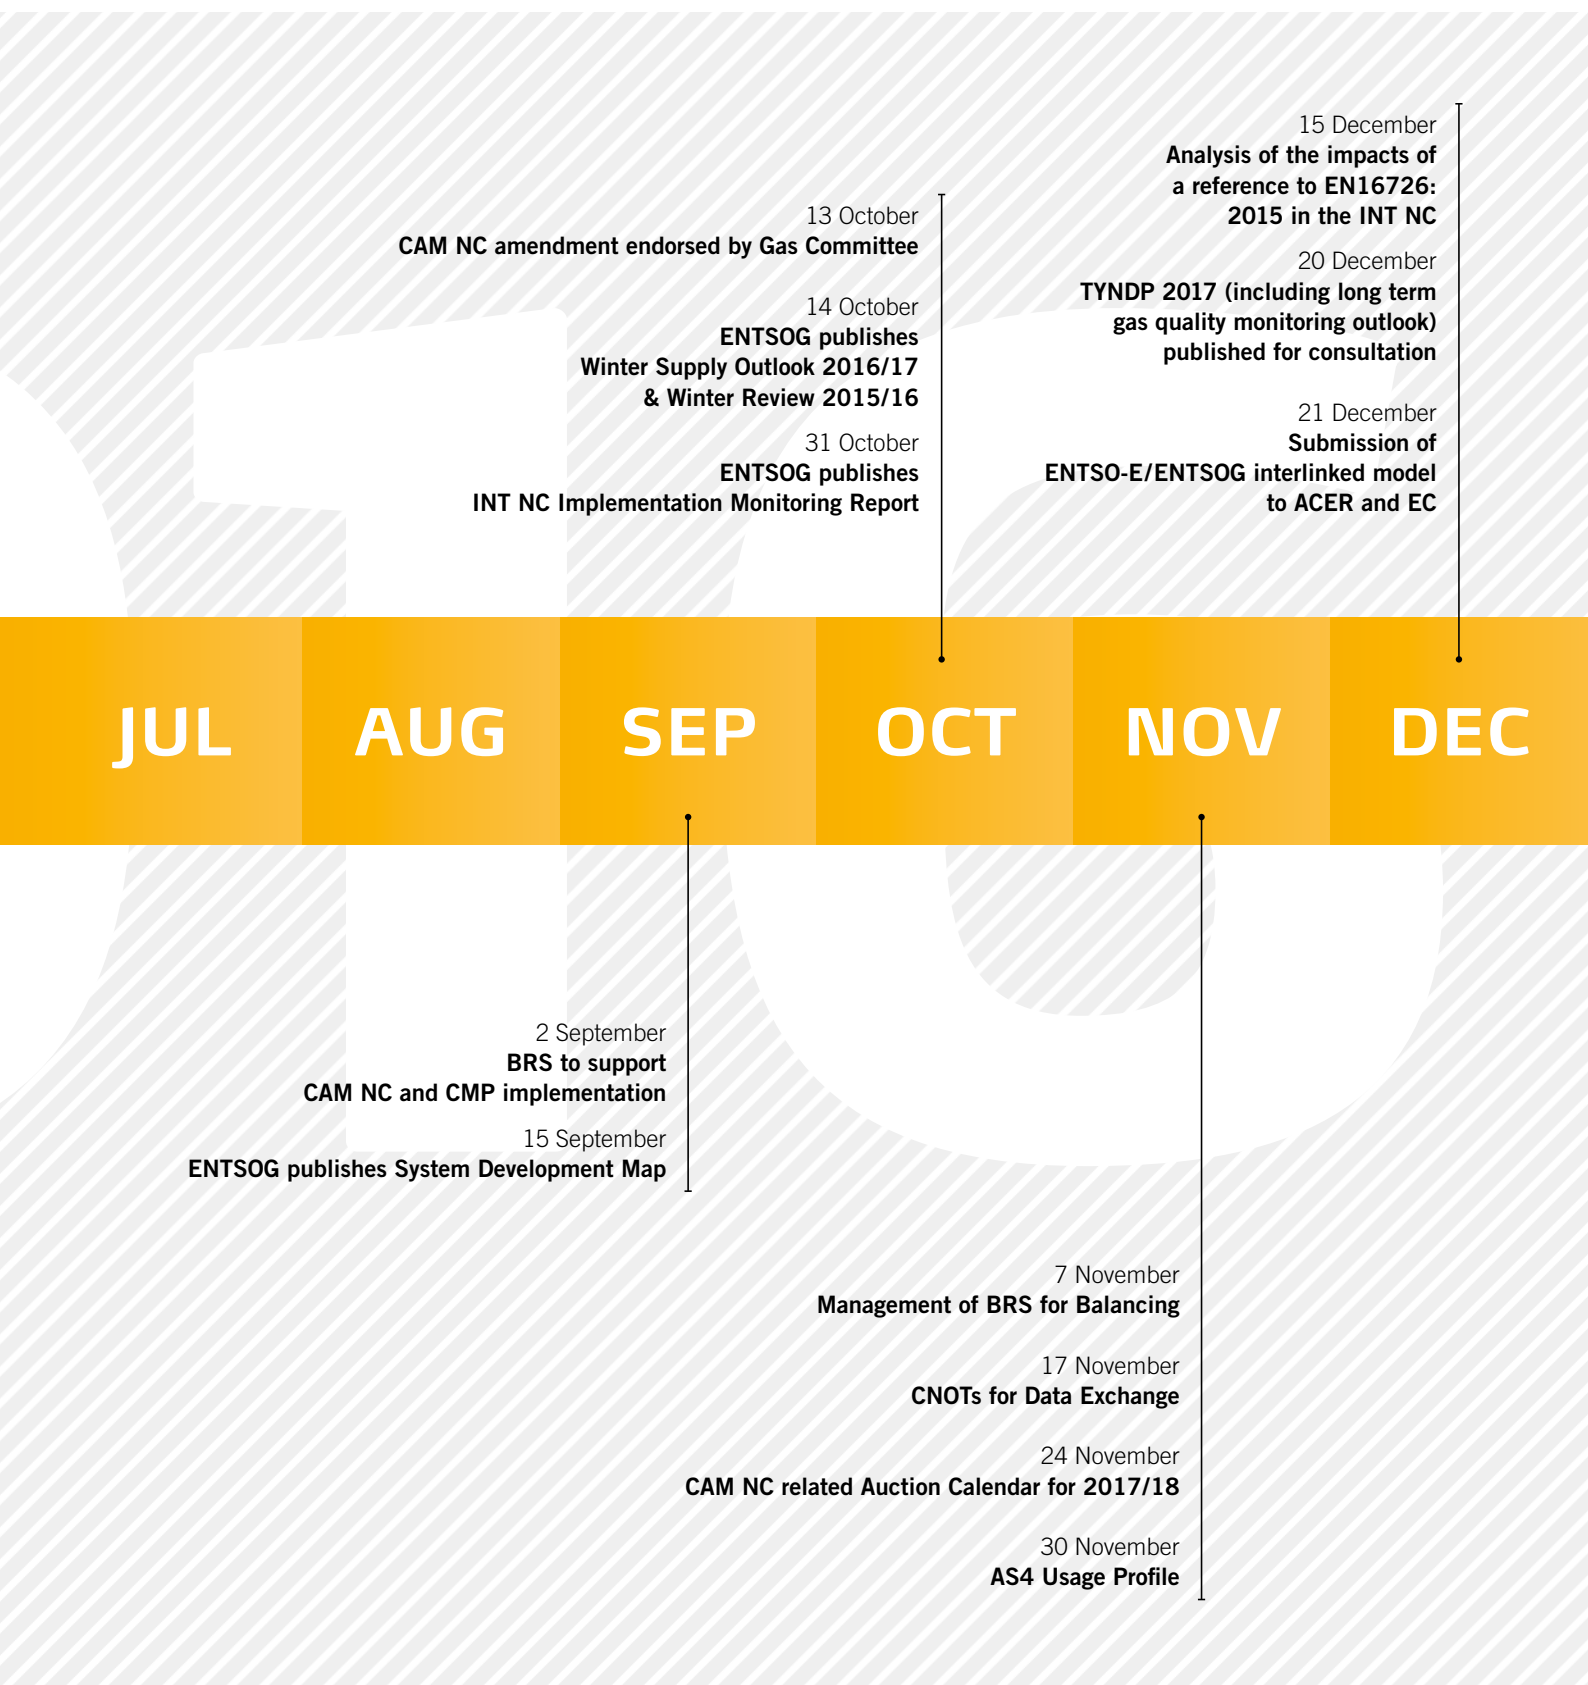 15 December
Analysis of the impacts of
a reference to EN16726:
2015 in the INT NC
20 December
TYNDP 2017 (including long term
gas quality monitoring outlook)
published for consultation
21 December
Submission of
ENTSO-E/ENTSOG interlinked model
to ACER and EC
13 October
CAM NC amendment endorsed by Gas Committee
14 October
ENTSOG publishes
Winter Supply Outlook 2016/17
& Winter Review 2015/16
31 October
ENTSOG publishes
INT NC Implementation Monitoring Report
JUL AUG SEP OCT NOV DEC
2 September
BRS to support
CAM NC and CMP implementation
15 September
ENTSOG publishes System Development Map
7 November
Management of BRS for Balancing
17 November
CNOTs for Data Exchange
24 November
CAM NC related Auction Calendar for 2017/18
30 November
AS4 Usage Profile